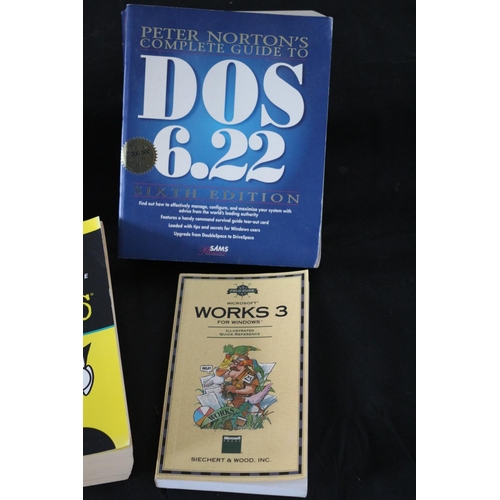 PETER NORTON'S
COMPLETE GUIDE TO
DOS
6.22
SIXTH EDITION
Find out how to effectively manage, configure, and maximize your system with
advice from the world's leading authority
Features a handy command survival guide tear-out card
Loaded with tips and secrets for Windows users
Upgrade from DoubleSpace to DriveSpace
SAMS
E
S
MICROSOFT
WORKS 3
FOR WINDOWS™
ILLUSTRATED
QUICK REFERENCE
HELP
WORKS
Microsoft
SIECHERT & WOOD, INC.